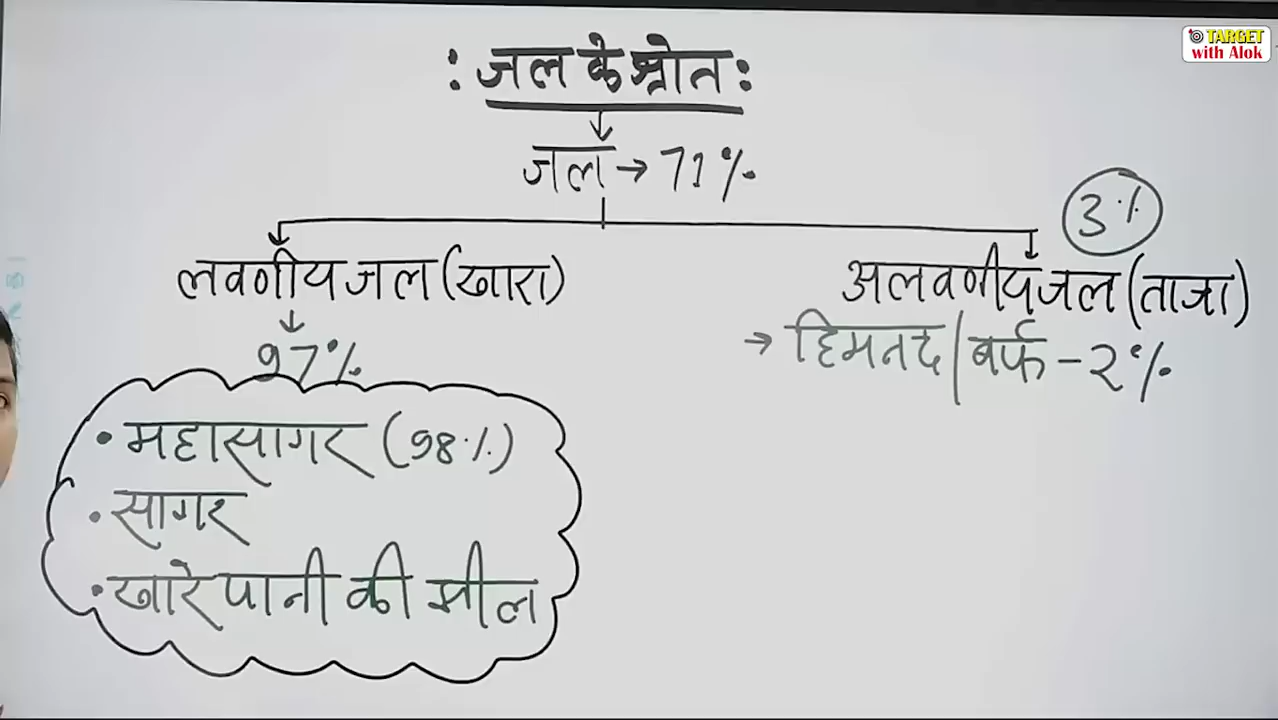 TARGET
with Alok
: जल के श्रोत :
जल → 71%
3%
लवणीय जल (खारा)
97%
• महासागर (98%)
• सागर
• खारे पानी की झील
अलवणीय जल (ताजा)
→ हिमनद / बर्फ - 2%